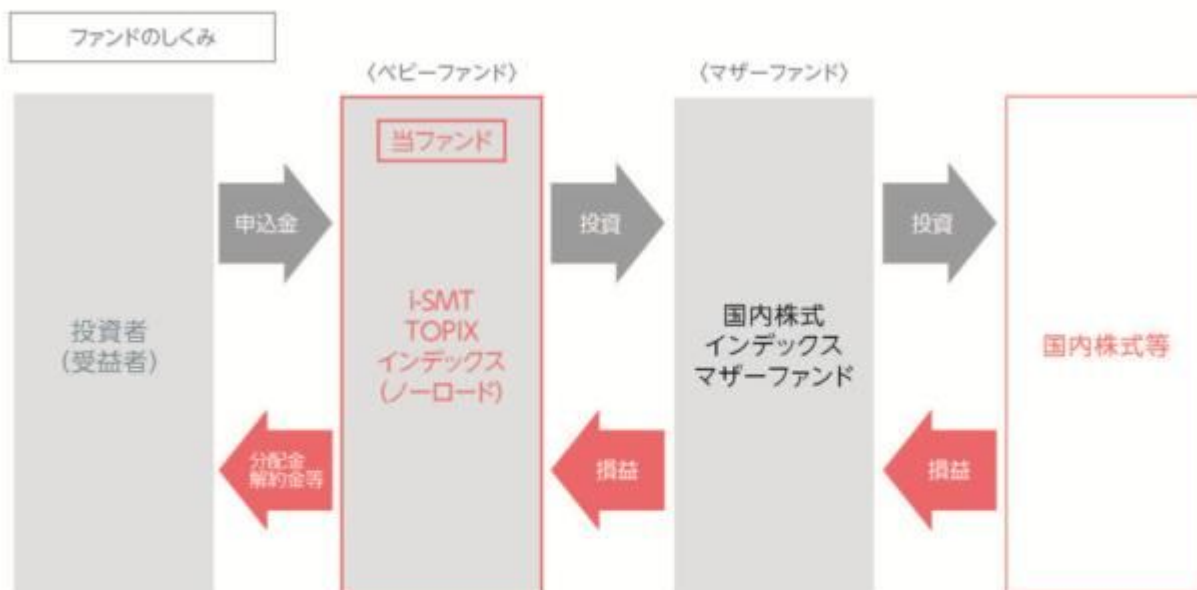 ファンドのしくみ
〈ベビーファンド〉
〈マザーファンド〉
当ファンド
申込金
投資
投資
投資者
(受益者)
i-SMT
TOPIX
インデックス
(ノーロード)
国内株式
インデックス
マザーファンド
国内株式等
分配金
解約金等
損益
損益